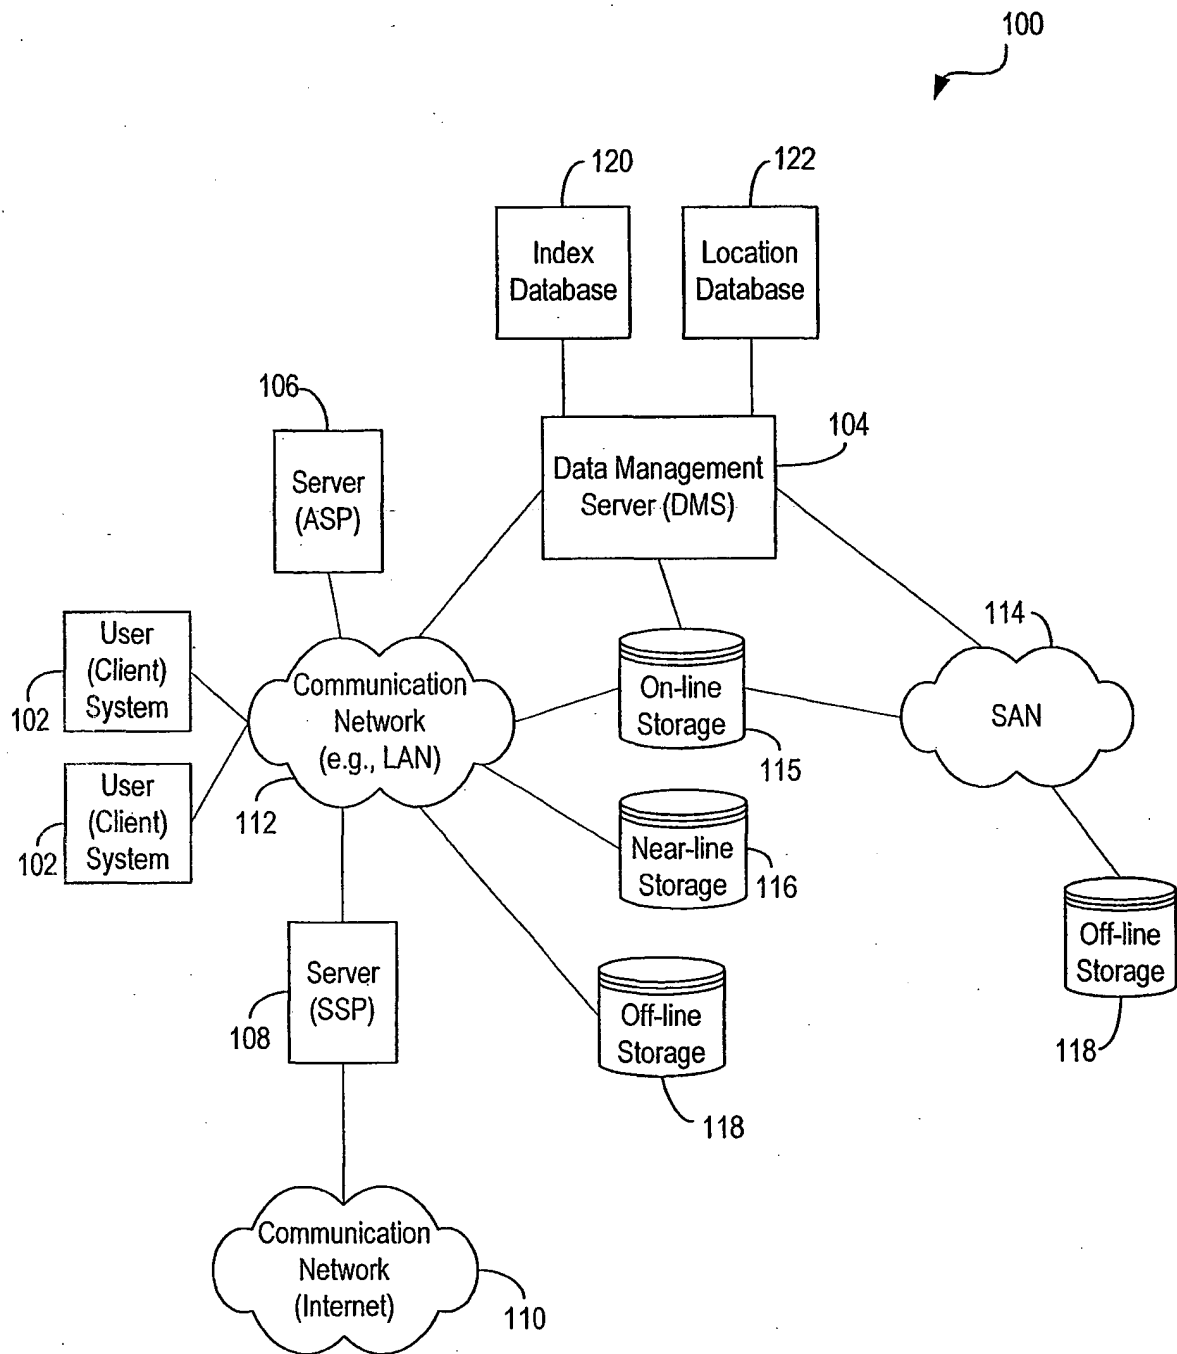 100
120
122
Index
Database
Location
Database
106
104
Server
(ASP)
Data Management
Server (DMS)
114
User
(Client)
System
102
Communication
Network
(e.g., LAN)
112
On-line
Storage
115
SAN
User
(Client)
System
102
Near-line
Storage
116
Server
(SSP)
108
Off-line
Storage
118
Off-line
Storage
118
Communication
Network
(Internet)
110